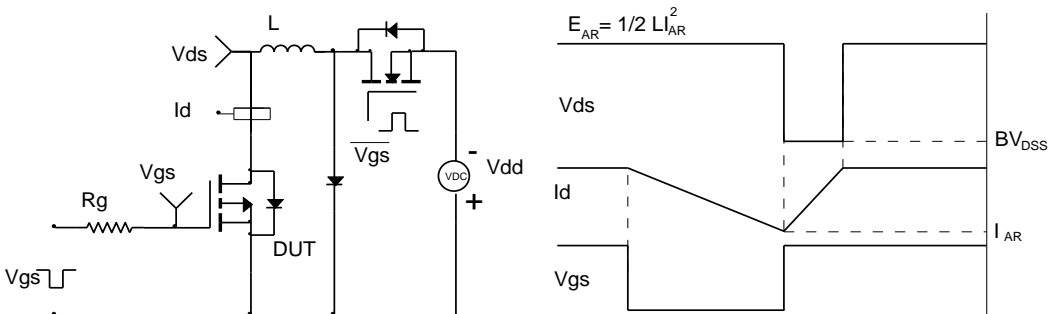 L
Vds
Id
Vgs
Rg
DUT
Vgs
Vgs
VDC
-
+
Vdd
E_AR= 1/2 LI_AR^2
Vds
BV_DSS
Id
I_AR
Vgs